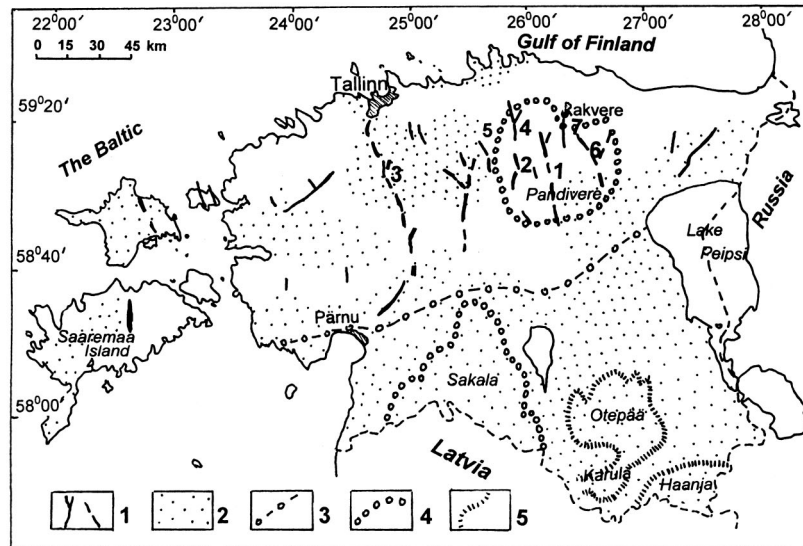 22°00' 23°00' 24°00' 25°00' 26°00' 27°00' 28°00'
0 15 30 45 km
Gulf of Finland
Tallinn
59°20'
Rakvere
4
7
5
The Baltic
3
2
1
6
Pandivere
Russia
Lake
Peipsi
58°40'
Pärnu
Saaremaa
Island
Sakala
58°00'
Otepää
Latvia
Karula
Haanja
1 2 3 4 5